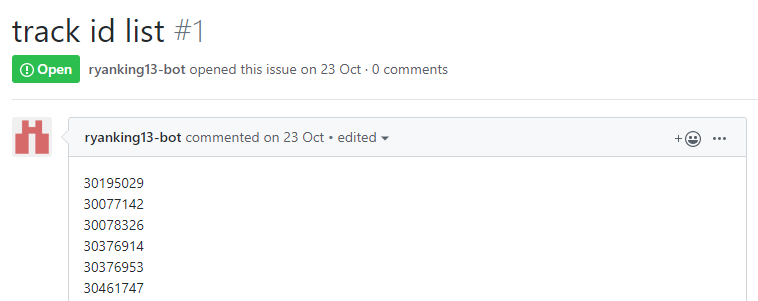 track id list #1
Open ryanking13-bot opened this issue on 23 Oct · 0 comments
ryanking13-bot commented on 23 Oct • edited
30195029
30077142
30078326
30376914
30376953
30461747